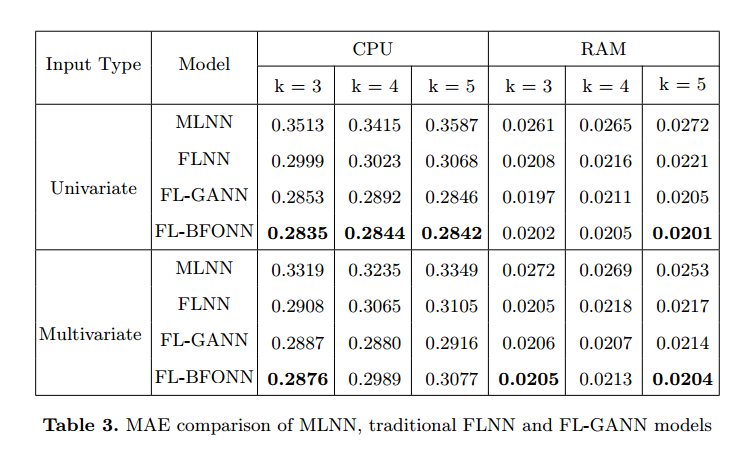 Input Type Model CPU RAM
k = 3 k = 4 k = 5 k = 3 k = 4 k = 5
Univariate
MLNN 0.3513 0.3415 0.3587 0.0261 0.0265 0.0272
FLNN 0.2999 0.3023 0.3068 0.0208 0.0216 0.0221
FL-GANN 0.2853 0.2892 0.2846 0.0197 0.0211 0.0205
FL-BFONN 0.2835 0.2844 0.2842 0.0202 0.0205 0.0201
Multivariate
MLNN 0.3319 0.3235 0.3349 0.0272 0.0269 0.0253
FLNN 0.2908 0.3065 0.3105 0.0205 0.0218 0.0217
FL-GANN 0.2887 0.2880 0.2916 0.0206 0.0207 0.0214
FL-BFONN 0.2876 0.2989 0.3077 0.0205 0.0213 0.0204
Table 3. MAE comparison of MLNN, traditional FLNN and FL-GANN models